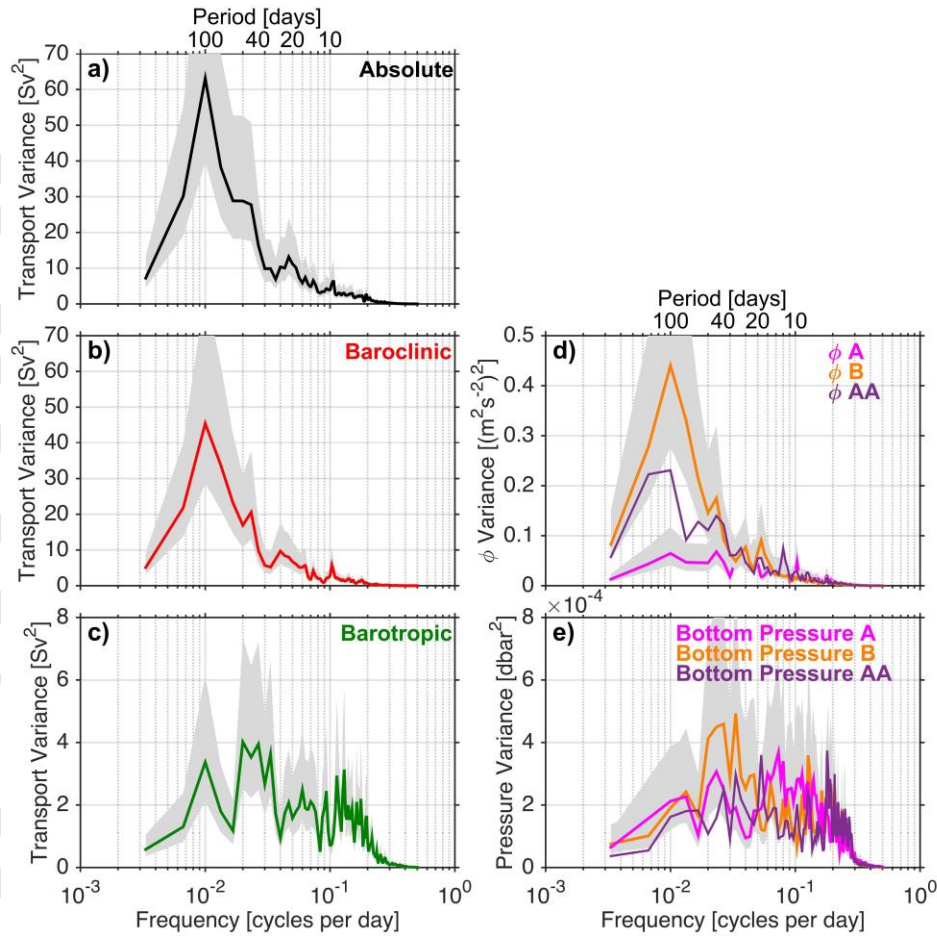 Period [days]
100 40 20 10
a) Absolute
Transport Variance [Sv²]
70
60
50
40
30
20
10
0
b) Baroclinic
Transport Variance [Sv²]
70
60
50
40
30
20
10
0
c) Barotropic
Transport Variance [Sv²]
8
6
4
2
0
10⁻³ 10⁻² 10⁻¹ 10⁰
Frequency [cycles per day]
Period [days]
100 40 20 10
d)
ϕ A
ϕ B
ϕ AA
ϕ Variance [(m²s⁻²)²]
0.5
0.4
0.3
0.2
0.1
0
×10⁻⁴
e)
Bottom Pressure A
Bottom Pressure B
Bottom Pressure AA
Pressure Variance [dbar²]
8
6
4
2
0
10⁻³ 10⁻² 10⁻¹ 10⁰
Frequency [cycles per day]